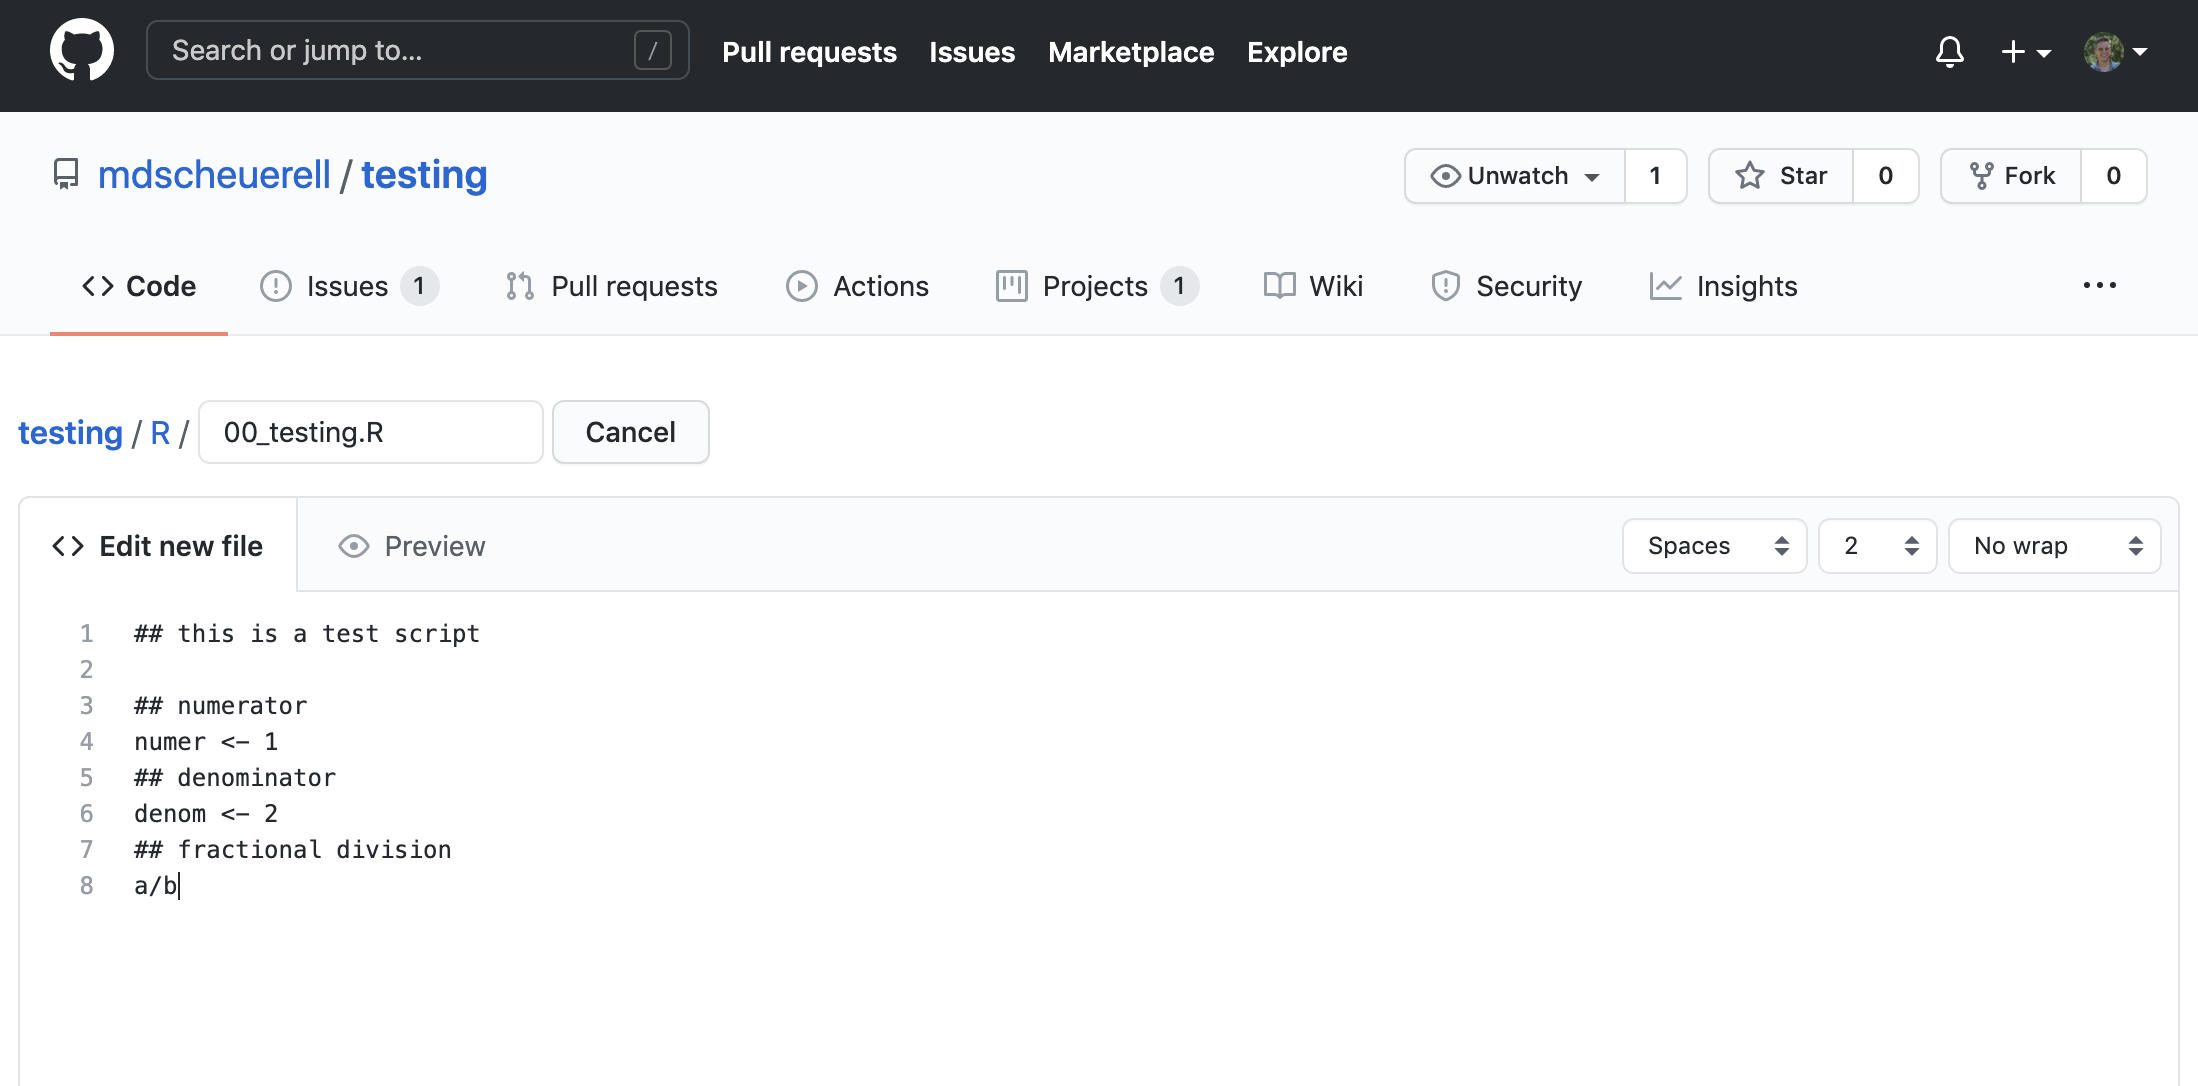 Search or jump to... / Pull requests Issues Marketplace Explore
mdscheuerell / testing Unwatch 1 Star 0 Fork 0
Code Issues 1 Pull requests Actions Projects 1 Wiki Security Insights ...
testing / R / 00_testing.R Cancel
Edit new file Preview Spaces 2 No wrap
1 ## this is a test script
2
3 ## numerator
4 numer <- 1
5 ## denominator
6 denom <- 2
7 ## fractional division
8 a/b